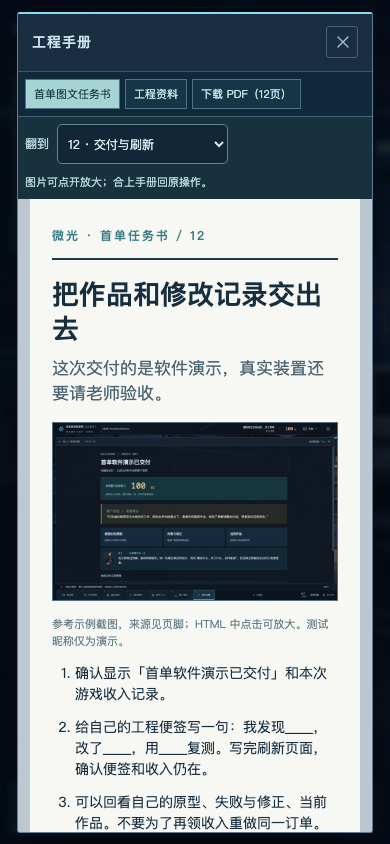 工程手册
首单图文任务书
工程资料
下载 PDF（12页）
翻到
12 · 交付与刷新
图片可点开放大；合上手册回原操作。
微光 · 首单任务书 / 12
把作品和修改记录交出
去
这次交付的是软件演示，真实装置还
要请老师验收。
首单软件演示已交付
100
参考示例截图，来源见页脚；HTML 中点击可放大。测试
昵称仅为演示。
1. 确认显示「首单软件演示已交付」和本次
游戏收入记录。
2. 给自己的工程便签写一句：我发现____，
改了____，用____复测。写完刷新页面，
确认便签和收入仍在。
3. 可以回看自己的原型、失败与修正、当前
作品。不要为了再领收入重做同一订单。